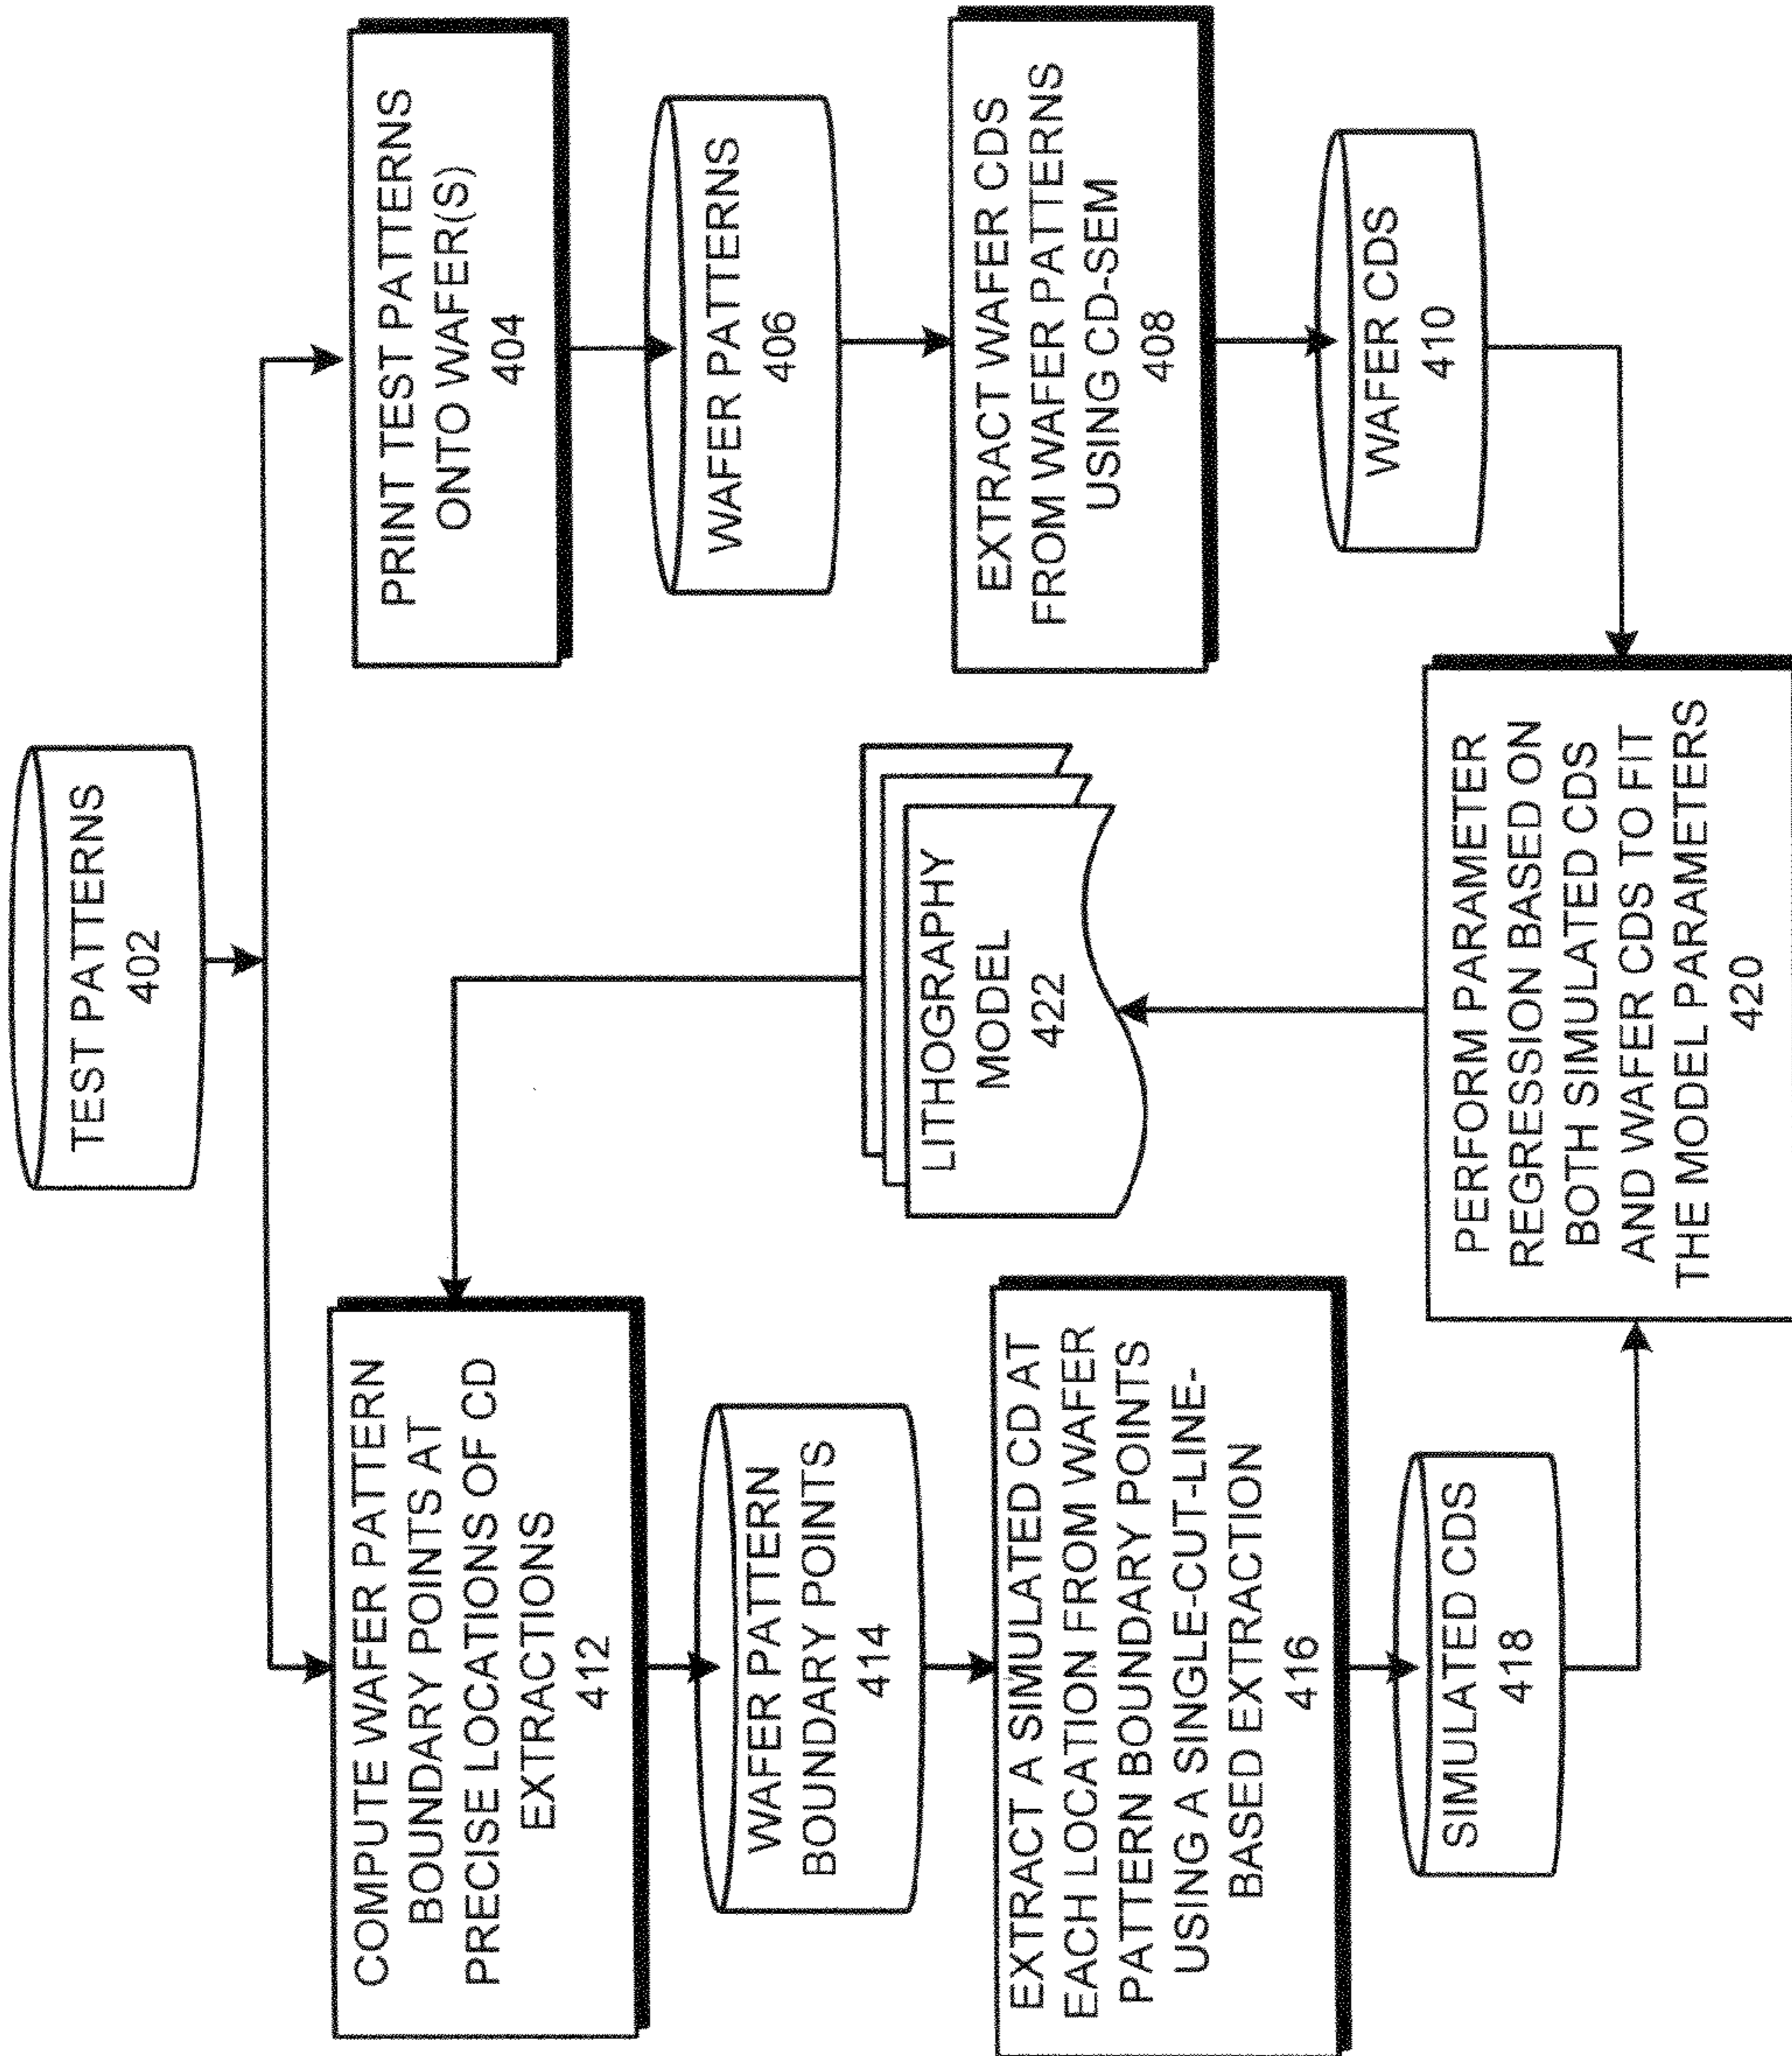 TEST PATTERNS
402
PRINT TEST PATTERNS
ONTO WAFER(S)
404
WAFER PATTERNS
406
EXTRACT WAFER CDS
FROM WAFER PATTERNS
USING CD-SEM
408
WAFER CDS
410
COMPUTE WAFER PATTERN
BOUNDARY POINTS AT
PRECISE LOCATIONS OF CD
EXTRACTIONS
412
WAFER PATTERN
BOUNDARY POINTS
414
EXTRACT A SIMULATED CD AT
EACH LOCATION FROM WAFER
PATTERN BOUNDARY POINTS
USING A SINGLE-CUT-LINE-
BASED EXTRACTION
416
SIMULATED CDS
418
PERFORM PARAMETER
REGRESSION BASED ON
BOTH SIMULATED CDS
AND WAFER CDS TO FIT
THE MODEL PARAMETERS
420
LITHOGRAPHY
MODEL
422